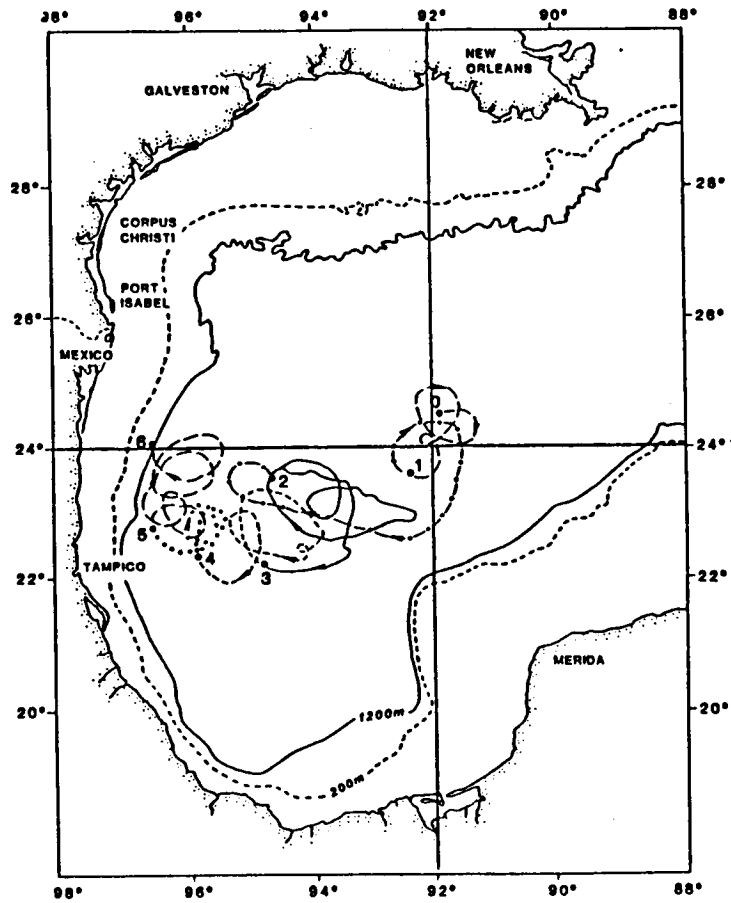 98° 96° 94° 92° 90° 88°
NEW
ORLEANS
GALVESTON
28° 28°
CORPUS
CHRISTI
PORT
ISABEL
26° 26°
MEXICO
0
6
24° 24°
1
2
5
4
3
TAMPICO
22° 22°
MERIDA
1200m
20° 20°
200m
98° 96° 94° 92° 90° 88°